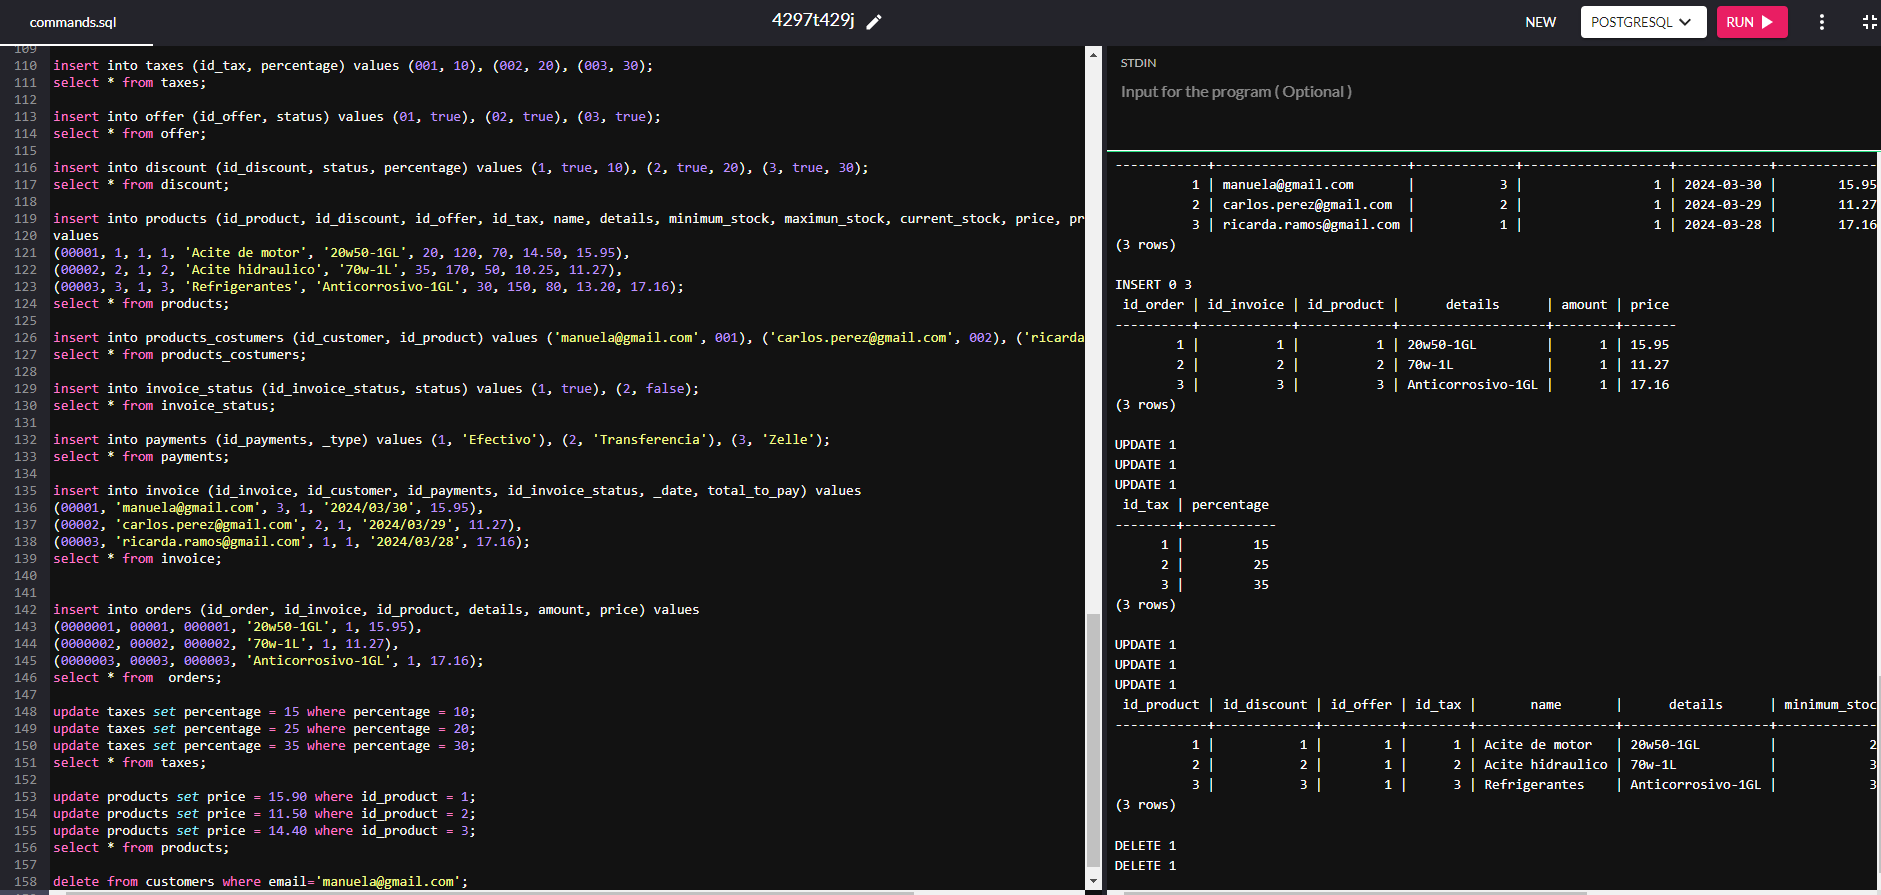 commands.sql
4297t429j
NEW
POSTGRESQL
RUN
109
110 insert into taxes (id_tax, percentage) values (001, 10), (002, 20), (003, 30);
111 select * from taxes;
112
113 insert into offer (id_offer, status) values (01, true), (02, true), (03, true);
114 select * from offer;
115
116 insert into discount (id_discount, status, percentage) values (1, true, 10), (2, true, 20), (3, true, 30);
117 select * from discount;
118
119 insert into products (id_product, id_discount, id_offer, id_tax, name, details, minimum_stock, maximun_stock, current_stock, price, pr
120 values
121 (00001, 1, 1, 1, 'Acite de motor', '20w50-1GL', 20, 120, 70, 14.50, 15.95),
122 (00002, 2, 1, 2, 'Acite hidraulico', '70w-1L', 35, 170, 50, 10.25, 11.27),
123 (00003, 3, 1, 3, 'Refrigerantes', 'Anticorrosivo-1GL', 30, 150, 80, 13.20, 17.16);
124 select * from products;
125
126 insert into products_costumers (id_customer, id_product) values ('manuela@gmail.com', 001), ('carlos.perez@gmail.com', 002), ('ricarda
127 select * from products_costumers;
128
129 insert into invoice_status (id_invoice_status, status) values (1, true), (2, false);
130 select * from invoice_status;
131
132 insert into payments (id_payments, _type) values (1, 'Efectivo'), (2, 'Transferencia'), (3, 'Zelle');
133 select * from payments;
134
135 insert into invoice (id_invoice, id_customer, id_payments, id_invoice_status, _date, total_to_pay) values
136 (00001, 'manuela@gmail.com', 3, 1, '2024/03/30', 15.95),
137 (00002, 'carlos.perez@gmail.com', 2, 1, '2024/03/29', 11.27),
138 (00003, 'ricarda.ramos@gmail.com', 1, 1, '2024/03/28', 17.16);
139 select * from invoice;
140
141
142 insert into orders (id_order, id_invoice, id_product, details, amount, price) values
143 (0000001, 00001, 000001, '20w50-1GL', 1, 15.95),
144 (0000002, 00002, 000002, '70w-1L', 1, 11.27),
145 (0000003, 00003, 000003, 'Anticorrosivo-1GL', 1, 17.16);
146 select * from  orders;
147
148 update taxes set percentage = 15 where percentage = 10;
149 update taxes set percentage = 25 where percentage = 20;
150 update taxes set percentage = 35 where percentage = 30;
151 select * from taxes;
152
153 update products set price = 15.90 where id_product = 1;
154 update products set price = 11.50 where id_product = 2;
155 update products set price = 14.40 where id_product = 3;
156 select * from products;
157
158 delete from customers where email='manuela@gmail.com';
STDIN
Input for the program ( Optional )
------------+-------------------------+-------------+-------------------+------------+-------------
1 | manuela@gmail.com | 3 | 1 | 2024-03-30 | 15.95
2 | carlos.perez@gmail.com | 2 | 1 | 2024-03-29 | 11.27
3 | ricarda.ramos@gmail.com | 1 | 1 | 2024-03-28 | 17.16
(3 rows)
INSERT 0 3
id_order | id_invoice | id_product | details | amount | price
----------+------------+------------+-------------------+--------+-------
1 | 1 | 1 | 20w50-1GL | 1 | 15.95
2 | 2 | 2 | 70w-1L | 1 | 11.27
3 | 3 | 3 | Anticorrosivo-1GL | 1 | 17.16
(3 rows)
UPDATE 1
UPDATE 1
UPDATE 1
id_tax | percentage
--------+------------
1 | 15
2 | 25
3 | 35
(3 rows)
UPDATE 1
UPDATE 1
UPDATE 1
id_product | id_discount | id_offer | id_tax | name | details | minimum_stoc
------------+-------------+----------+--------+------------------+-------------------+-------------
1 | 1 | 1 | 1 | Acite de motor | 20w50-1GL | 2
2 | 2 | 1 | 2 | Acite hidraulico | 70w-1L | 3
3 | 3 | 1 | 3 | Refrigerantes | Anticorrosivo-1GL | 3
(3 rows)
DELETE 1
DELETE 1